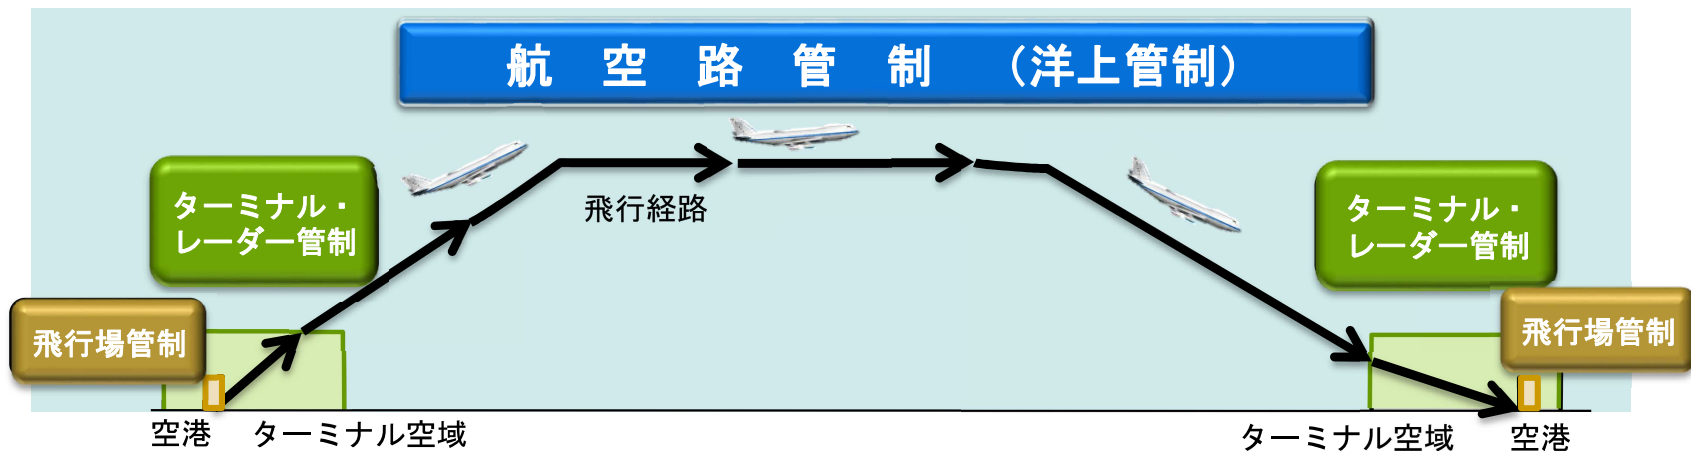 航空路管制（洋上管制）
ターミナル・
レーダー管制
飛行経路
ターミナル・
レーダー管制
飛行場管制
飛行場管制
空港
ターミナル空域
ターミナル空域
空港